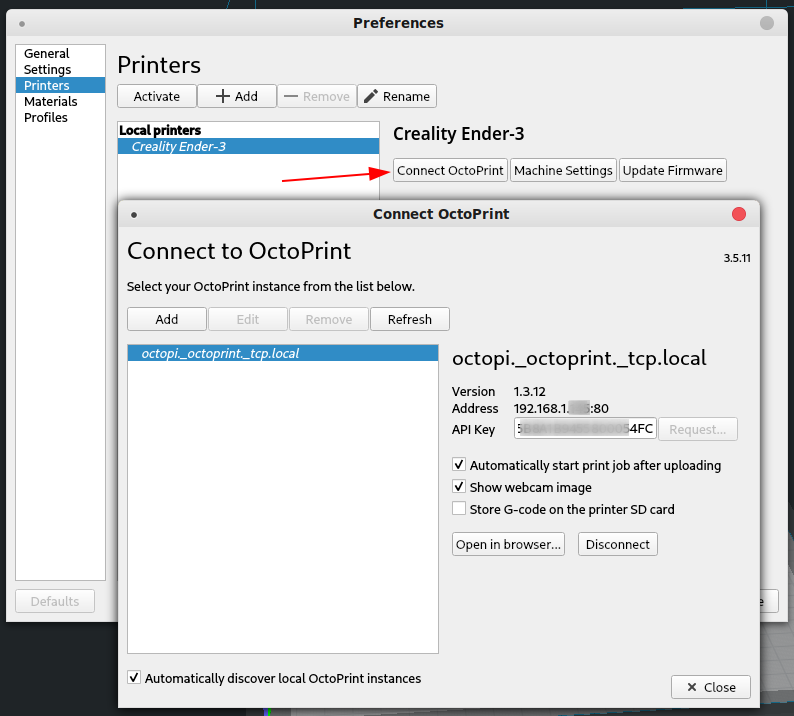 Preferences
General
Settings
Printers
Materials
Profiles
Printers
Activate Add Remove Rename
Local printers
Creality Ender-3
Creality Ender-3
Connect OctoPrint Machine Settings Update Firmware
Connect OctoPrint
Connect to OctoPrint
3.5.11
Select your OctoPrint instance from the list below.
Add Edit Remove Refresh
octopi._octoprint._tcp.local
octopi._octoprint._tcp.local
Version 1.3.12
Address 192.168.1. :80
API Key 54FC Request...
Automatically start print job after uploading
Show webcam image
Store G-code on the printer SD card
Open in browser... Disconnect
Defaults
Automatically discover local OctoPrint instances
Close